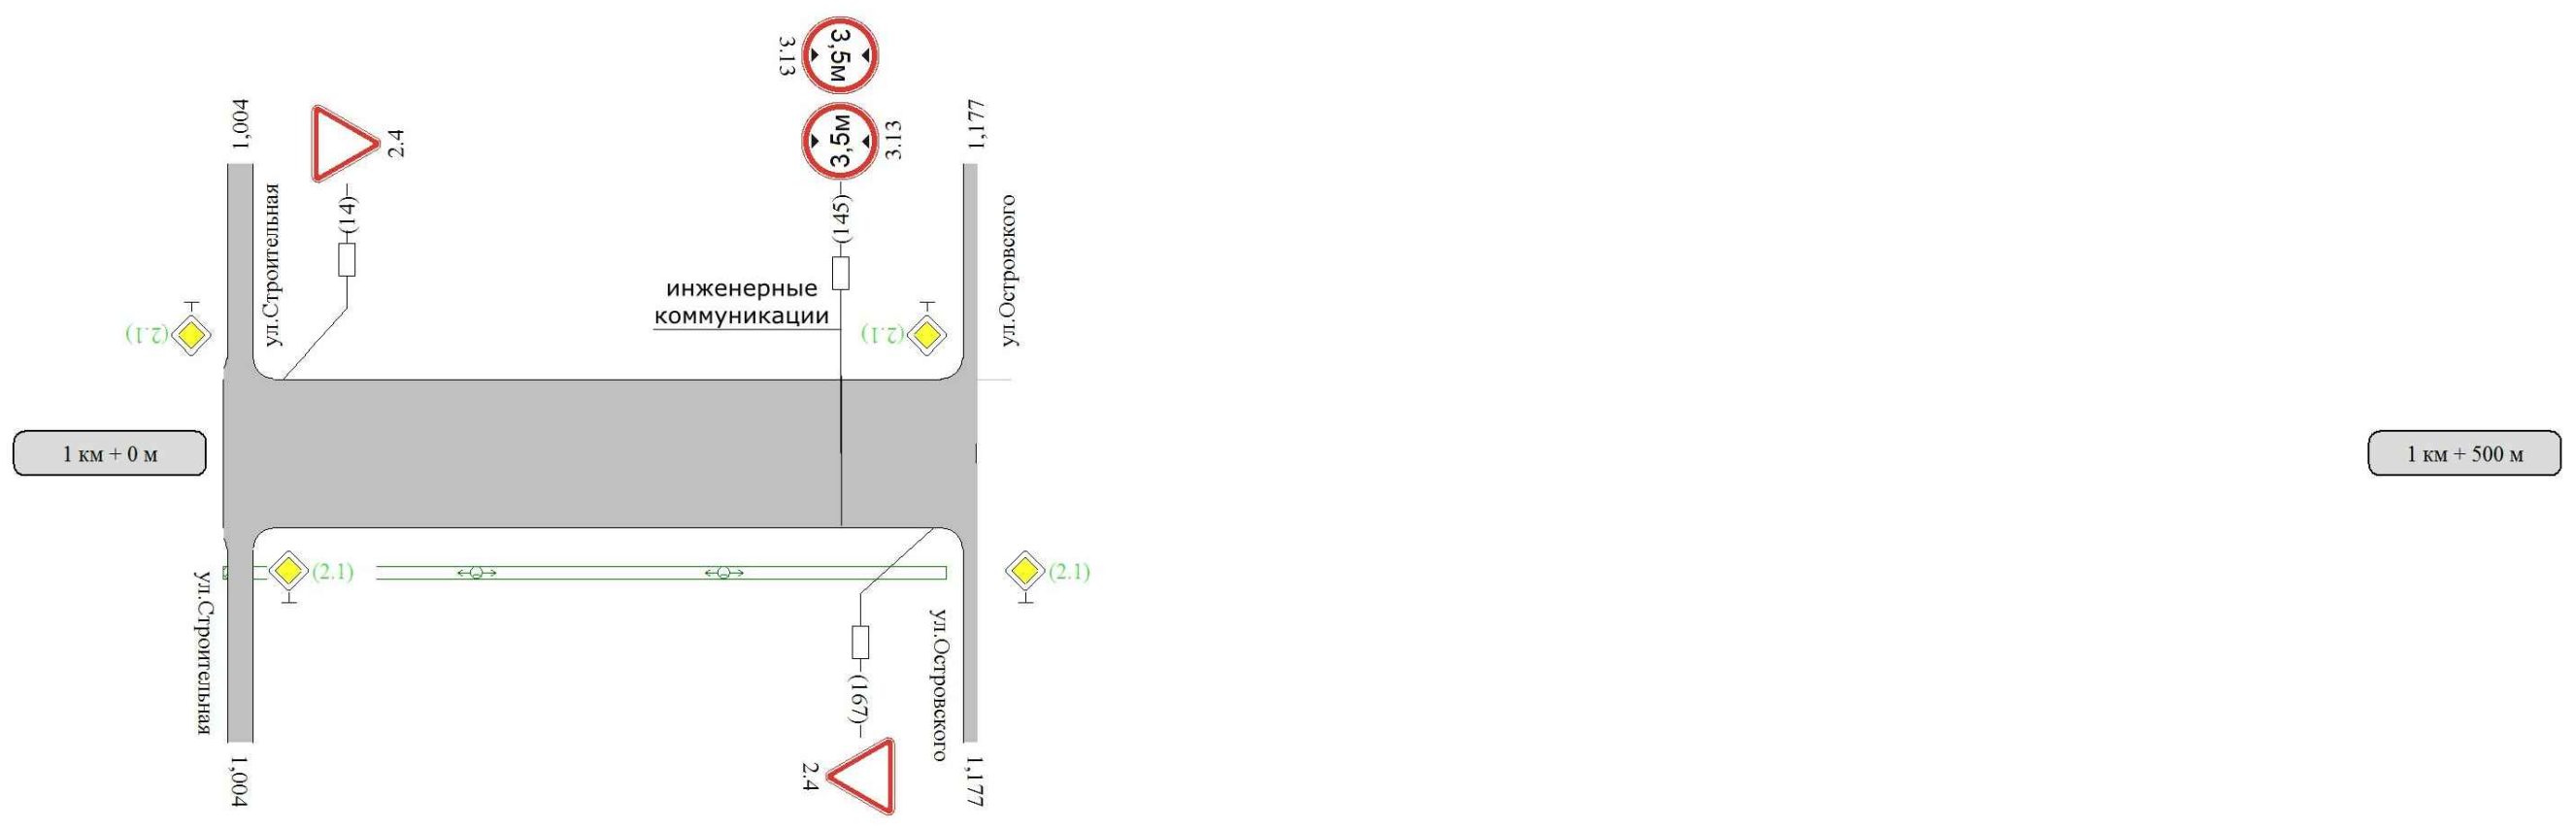 3.13
3,5м
3,5м
3.13
1,004
2.4
1,177
ул.Строительная
(14)
(145)
ул.Островского
инженерные
коммуникации
(2.1)
(2.1)
1 км + 0 м
1 км + 500 м
(2.1)
(2.1)
ул.Строительная
ул.Островского
(167)
2.4
1,004
1,177